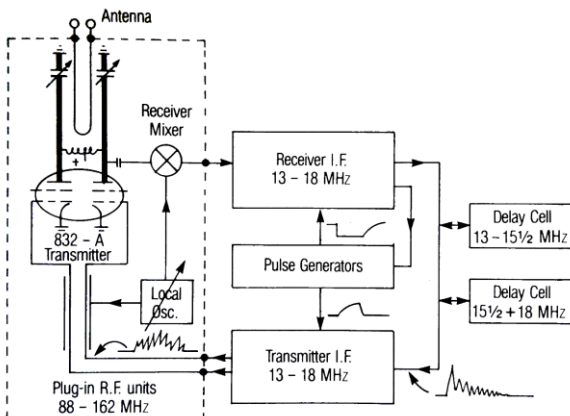 Antenna
Receiver
Mixer
+
832 – A
Transmitter
Local
Osc.
Plug-in R.F. units
88 – 162 MHz
Receiver I.F.
13 – 18 MHz
Pulse Generators
Transmitter I.F.
13 – 18 MHz
Delay Cell
13 – 15½ MHz
Delay Cell
15½ + 18 MHz